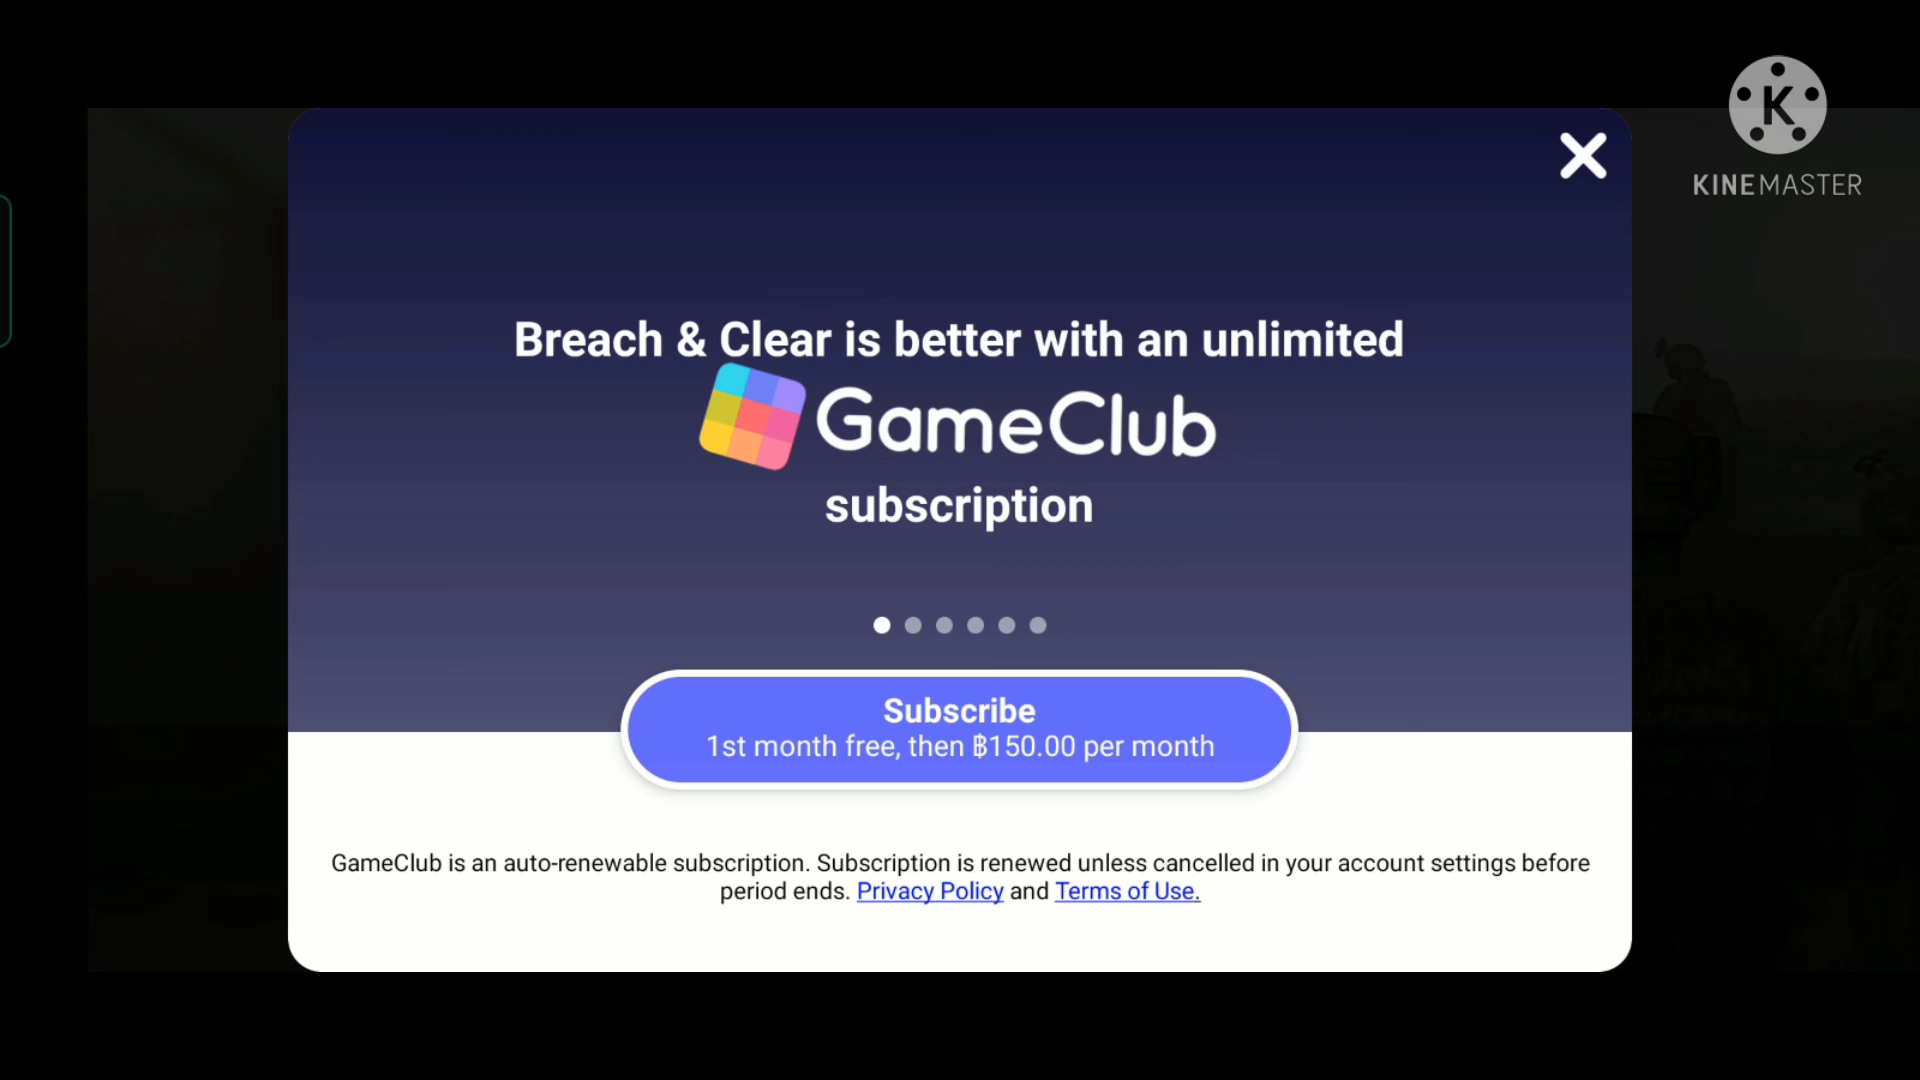 K
KINEMASTER
Breach & Clear is better with an unlimited
GameClub
subscription
Subscribe
1st month free, then ฿150.00 per month
GameClub is an auto-renewable subscription. Subscription is renewed unless cancelled in your account settings before
period ends. Privacy Policy and Terms of Use.